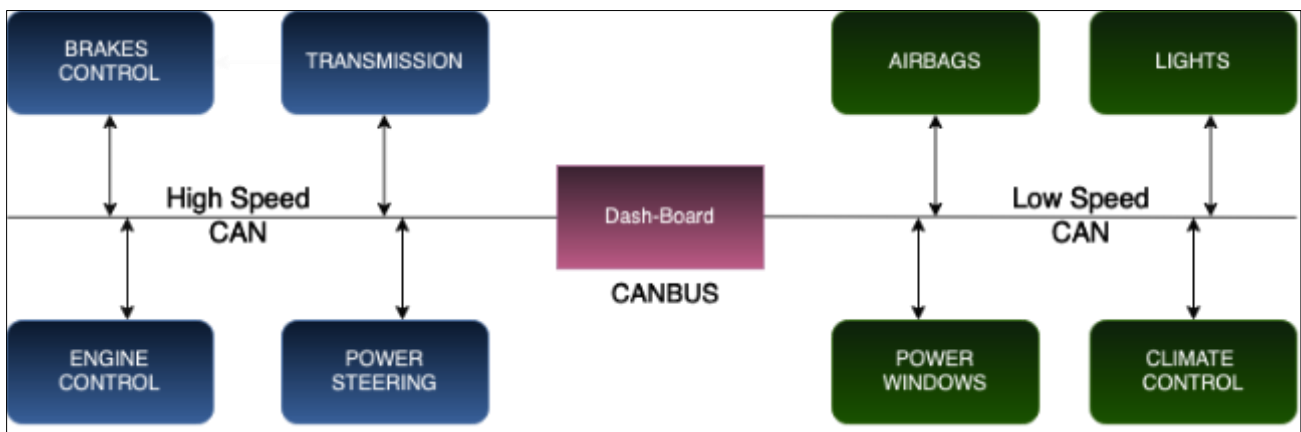 BRAKES
CONTROL
TRANSMISSION
AIRBAGS
LIGHTS
High Speed
CAN
Dash-Board
CANBUS
Low Speed
CAN
ENGINE
CONTROL
POWER
STEERING
POWER
WINDOWS
CLIMATE
CONTROL